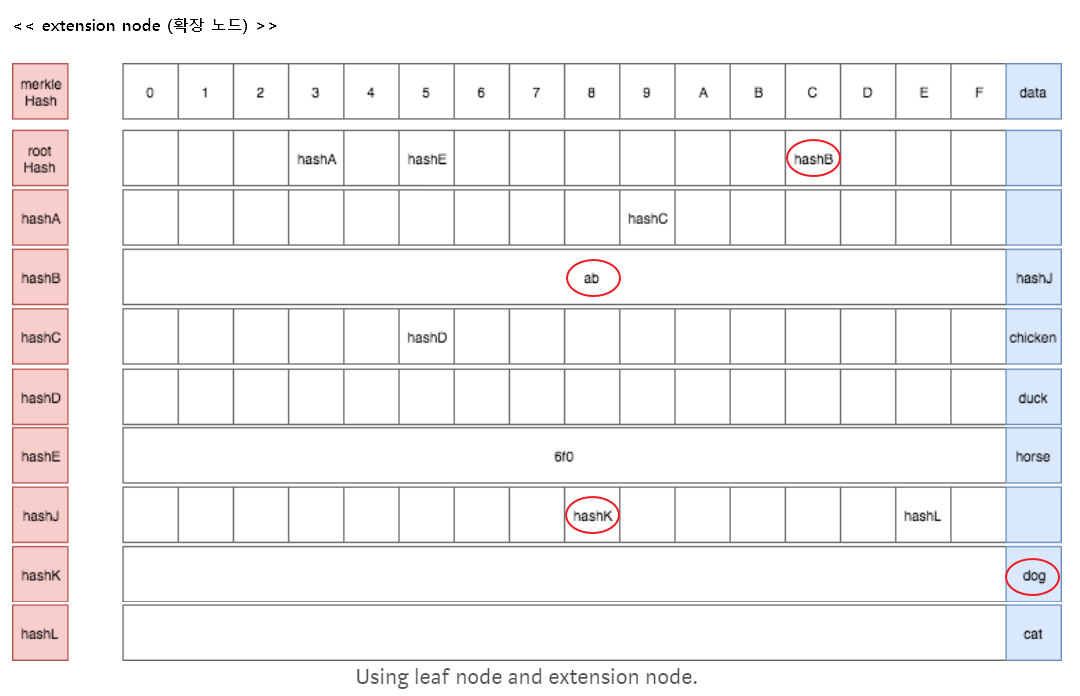 << extension node (확장 노드) >>
merkle Hash 0 1 2 3 4 5 6 7 8 9 A B C D E F data
root Hash hashA hashE hashB
hashA hashC
hashB ab hashJ
hashC hashD chicken
hashD duck
hashE 6f0 horse
hashJ hashK hashL
hashK dog
hashL cat
Using leaf node and extension node.